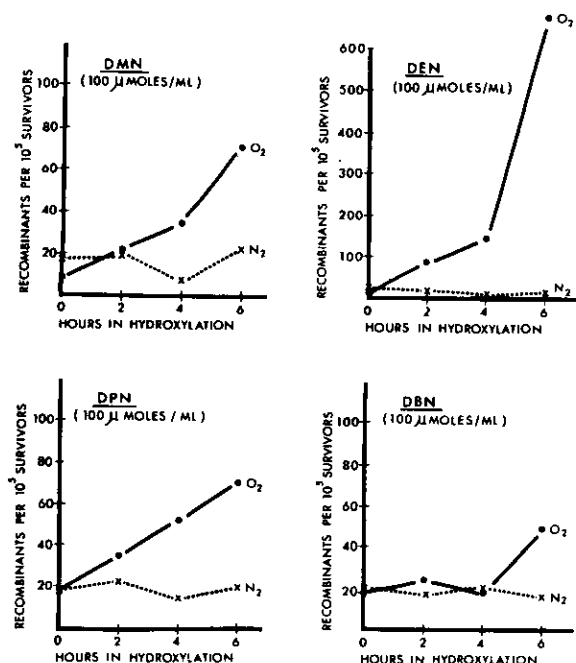 DMN
(100 µMOLES/ML)
RECOMBINANTS PER 10⁵ SURVIVORS
100
80
60
40
20
O₂
N₂
0 2 4 6
HOURS IN HYDROXYLATION
DEN
(100 µMOLES/ML)
RECOMBINANTS PER 10⁵ SURVIVORS
600
500
400
300
200
100
O₂
N₂
0 2 4 6
HOURS IN HYDROXYLATION
DPN
(100 µ MOLES / ML)
RECOMBINANTS PER 10⁵ SURVIVORS
100
80
60
40
20
O₂
N₂
0 2 4 6
HOURS IN HYDROXYLATION
DBN
(100 µMOLES/ML)
RECOMBINANTS PER 10⁵ SURVIVORS
100
80
60
40
20
O₂
N₂
0 2 4 6
HOURS IN HYDROXYLATION